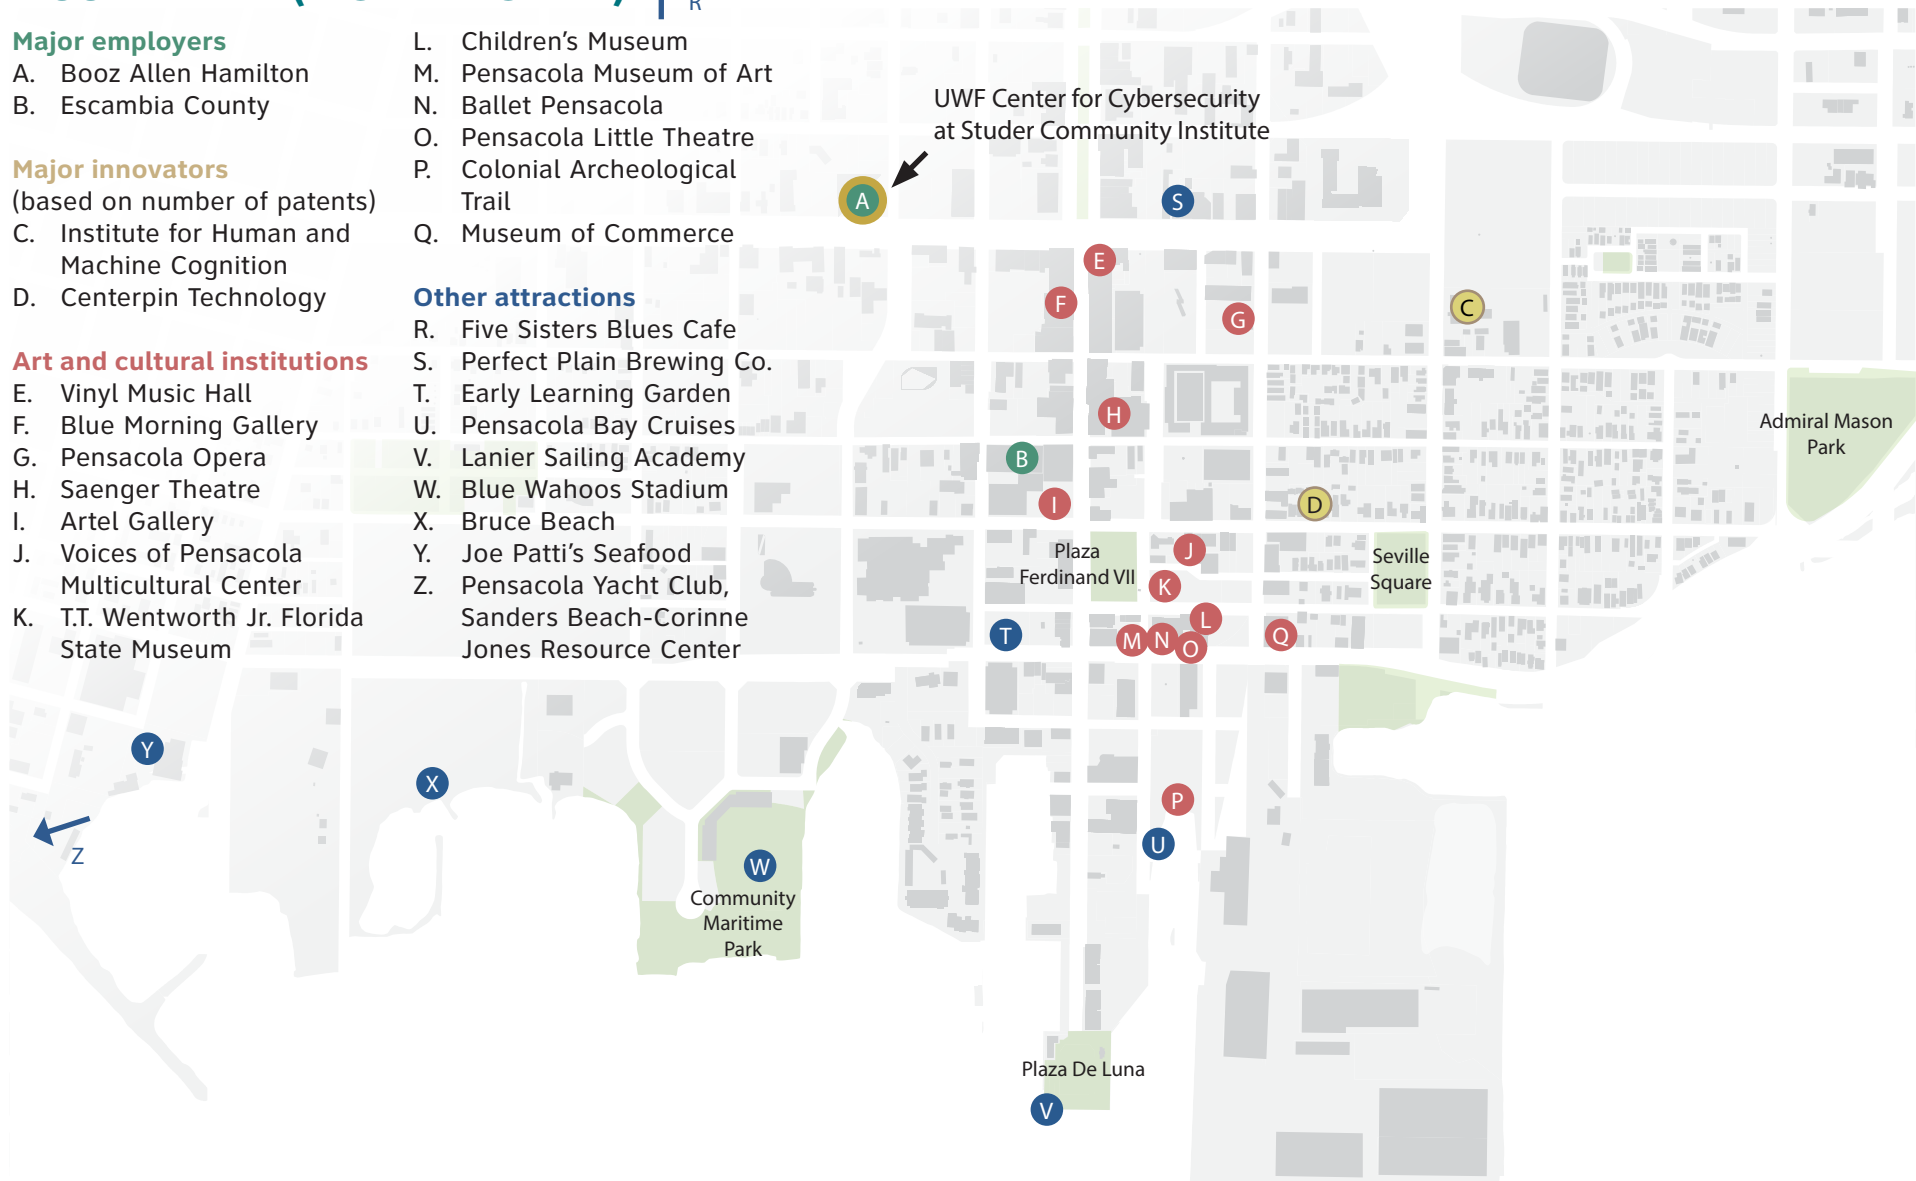 R
Major employers
A. Booz Allen Hamilton
B. Escambia County
Major innovators
(based on number of patents)
C. Institute for Human and
Machine Cognition
D. Centerpin Technology
Art and cultural institutions
E. Vinyl Music Hall
F. Blue Morning Gallery
G. Pensacola Opera
H. Saenger Theatre
I. Artel Gallery
J. Voices of Pensacola
Multicultural Center
K. T.T. Wentworth Jr. Florida
State Museum
L. Children's Museum
M. Pensacola Museum of Art
N. Ballet Pensacola
O. Pensacola Little Theatre
P. Colonial Archeological
Trail
Q. Museum of Commerce
Other attractions
R. Five Sisters Blues Cafe
S. Perfect Plain Brewing Co.
T. Early Learning Garden
U. Pensacola Bay Cruises
V. Lanier Sailing Academy
W. Blue Wahoos Stadium
X. Bruce Beach
Y. Joe Patti's Seafood
Z. Pensacola Yacht Club,
Sanders Beach-Corinne
Jones Resource Center
UWF Center for Cybersecurity
at Studer Community Institute
A
S
E
F
G
C
H
Admiral Mason
Park
B
I
D
Plaza
Ferdinand VII
J
K
Seville
Square
T
L
M
N
O
Q
Y
X
Z
P
U
W
Community
Maritime
Park
Plaza De Luna
V